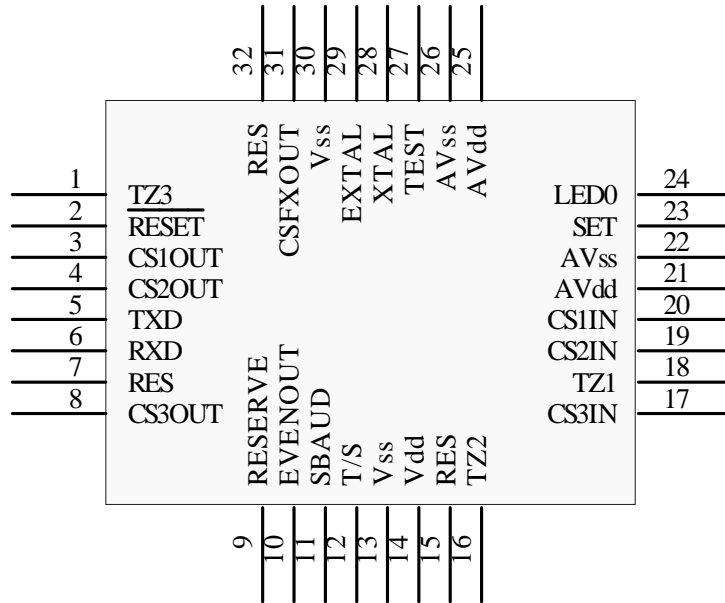 32 31 30 29 28 27 26 25
RES CSFXOUT Vss EXTAL XTAL TEST AVss AVdd
1 TZ3 LED0 24
2 RESET SET 23
3 CS1OUT AVss 22
4 CS2OUT AVdd 21
5 TXD CS1IN 20
6 RXD CS2IN 19
7 RES TZ1 18
8 CS3OUT CS3IN 17
RESERVE EVENOUT SBAUD T/S Vss Vdd RES TZ2
9 10 11 12 13 14 15 16